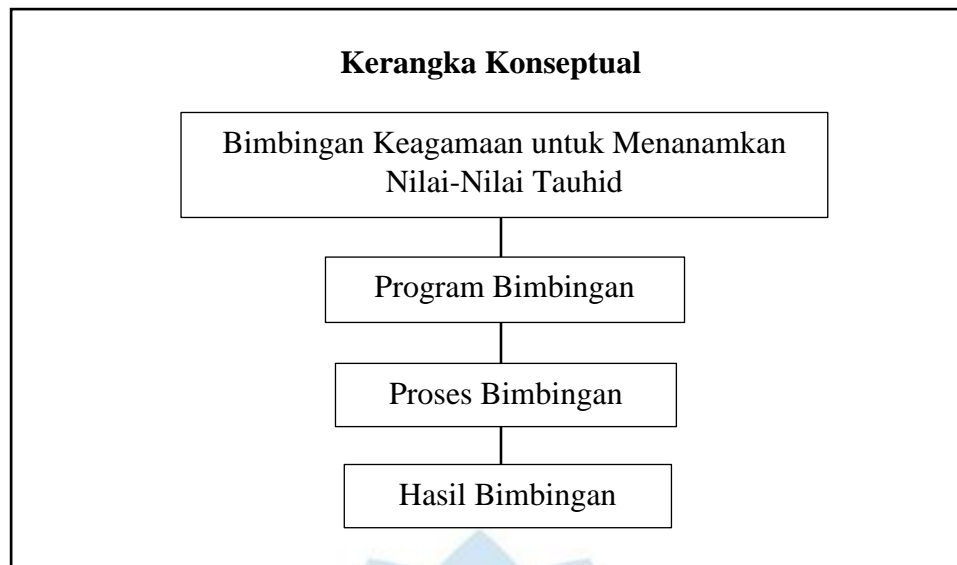 Kerangka Konseptual
Bimbingan Keagamaan untuk Menanamkan
Nilai-Nilai Tauhid
Program Bimbingan
Proses Bimbingan
Hasil Bimbingan